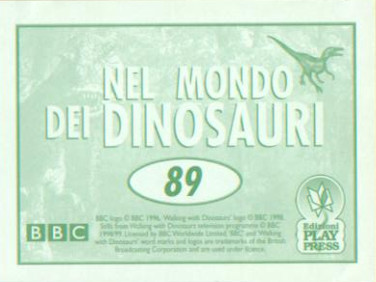 NEL MONDO
DEI DINOSAURI
89
BBC logo © BBC 1996. Walking with Dinosaurs' logo © BBC 1998.
Stills from Walking with Dinosaurs television programme © BBC
1998/99. Licensed by BBC Worldwide Limited. BBC and Walking
with Dinosaurs' word marks and logos are trademarks of the British
Broadcasting Corporation and are used under licence.
BBC
Edizioni
PLAY
PRESS